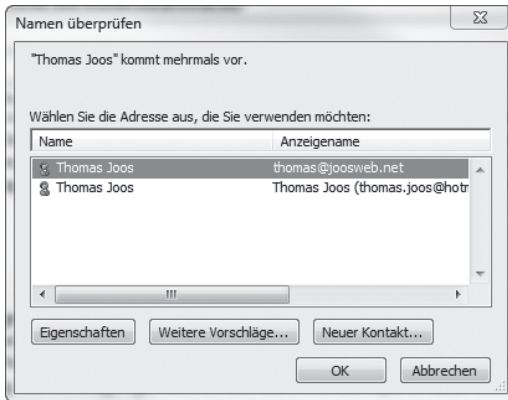 Namen überprüfen
"Thomas Joos" kommt mehrmals vor.
Wählen Sie die Adresse aus, die Sie verwenden möchten:
Name Anzeigename
Thomas Joos thomas@joosweb.net
Thomas Joos Thomas Joos (thomas.joos@hotr
Eigenschaften Weitere Vorschläge... Neuer Kontakt...
OK Abbrechen